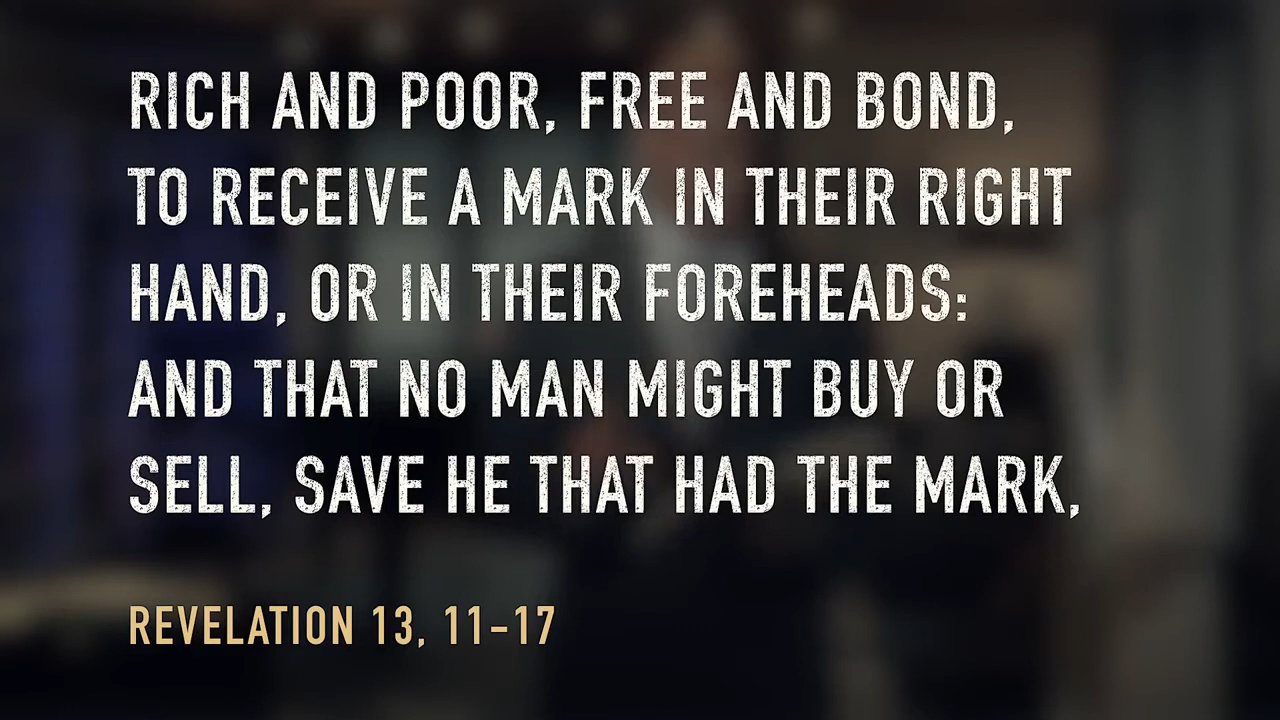 RICH AND POOR, FREE AND BOND,
TO RECEIVE A MARK IN THEIR RIGHT
HAND, OR IN THEIR FOREHEADS:
AND THAT NO MAN MIGHT BUY OR
SELL, SAVE HE THAT HAD THE MARK,
REVELATION 13, 11-17